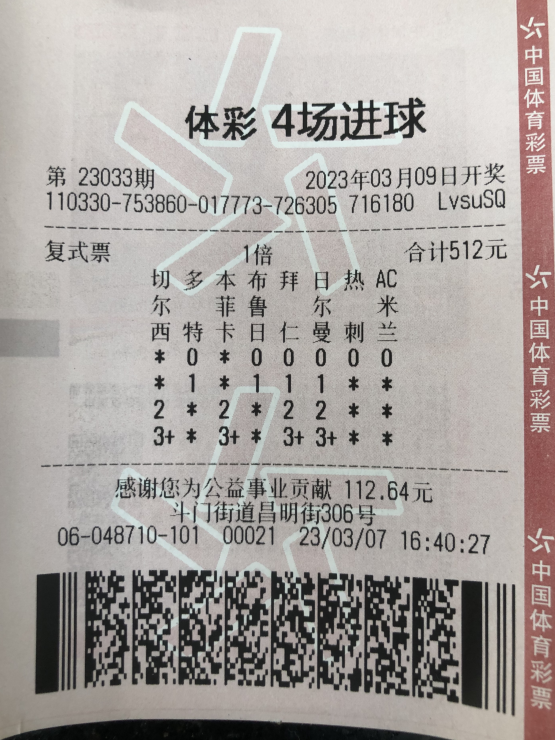 体彩 4场进球
第 23033期 2023年03月09日开奖
110330-753860-017773-726305 716180 LvsuSQ
复式票 1倍 合计512元
切 多 本 布 拜 日 热 AC
尔 菲 鲁 尔 米
西 特 卡 日 仁 曼 刺 兰
* 0 * 0 0 0 0 0
* 1 * 1 1 1 * *
2 * 2 * 2 2 * *
3+ * 3+ * 3+ 3+ * *
感谢您为公益事业贡献 112.64元
斗门街道昌明街306号
06-048710-101 00021 23/03/07 16:40:27
中国体育彩票
中国体育彩票
中国体育彩票